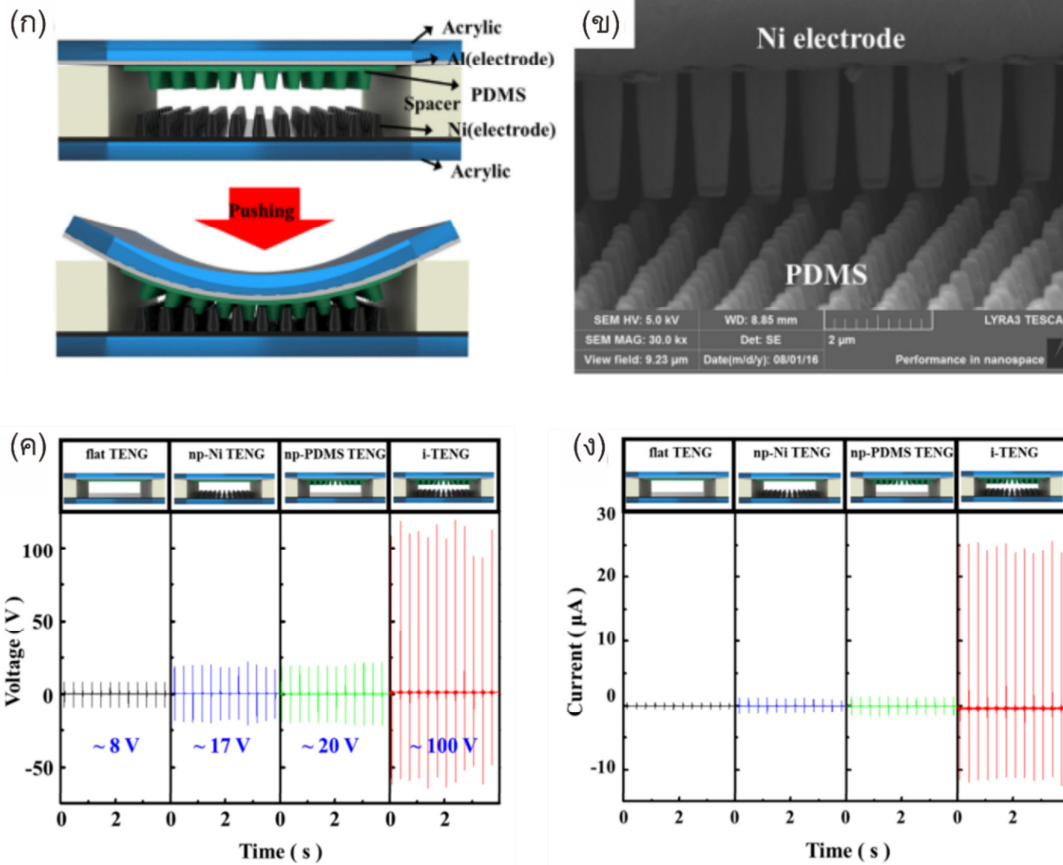 (ก)
Acrylic
Al(electrode)
PDMS
Spacer
Ni(electrode)
Acrylic
Pushing
(ข)
Ni electrode
PDMS
SEM HV: 5.0 kV WD: 8.85 mm LYRA3 TESCA
SEM MAG: 30.0 kx Det: SE 2 µm
View field: 9.23 µm Date(m/d/y): 08/01/16 Performance in nanospace
(ค)
flat TENG np-Ni TENG np-PDMS TENG i-TENG
Voltage ( V )
100
50
0
-50
~ 8 V ~ 17 V ~ 20 V ~ 100 V
0 2 0 2 0 2 0 2
Time ( s )
(ง)
flat TENG np-Ni TENG np-PDMS TENG i-TENG
Current ( µA )
30
20
10
0
-10
0 2 0 2 0 2 0 2
Time ( s )